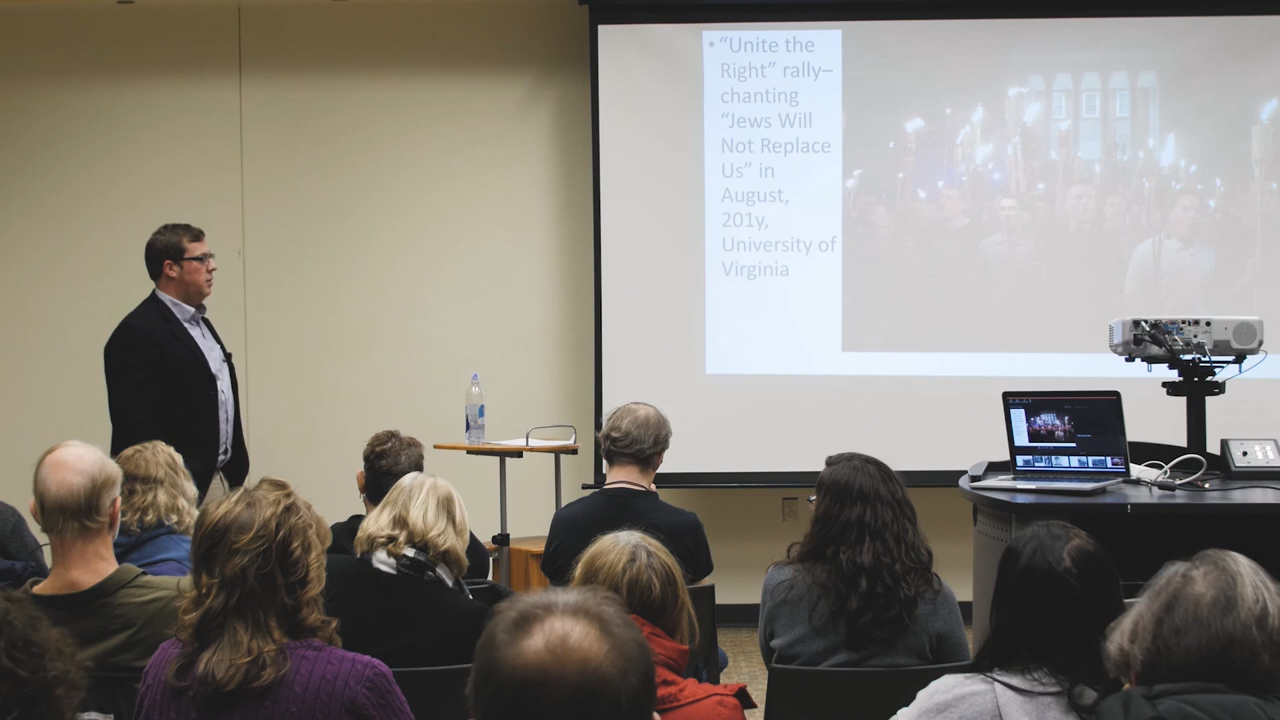 • “Unite the
Right” rally–
chanting
“Jews Will
Not Replace
Us” in
August,
201y,
University of
Virginia